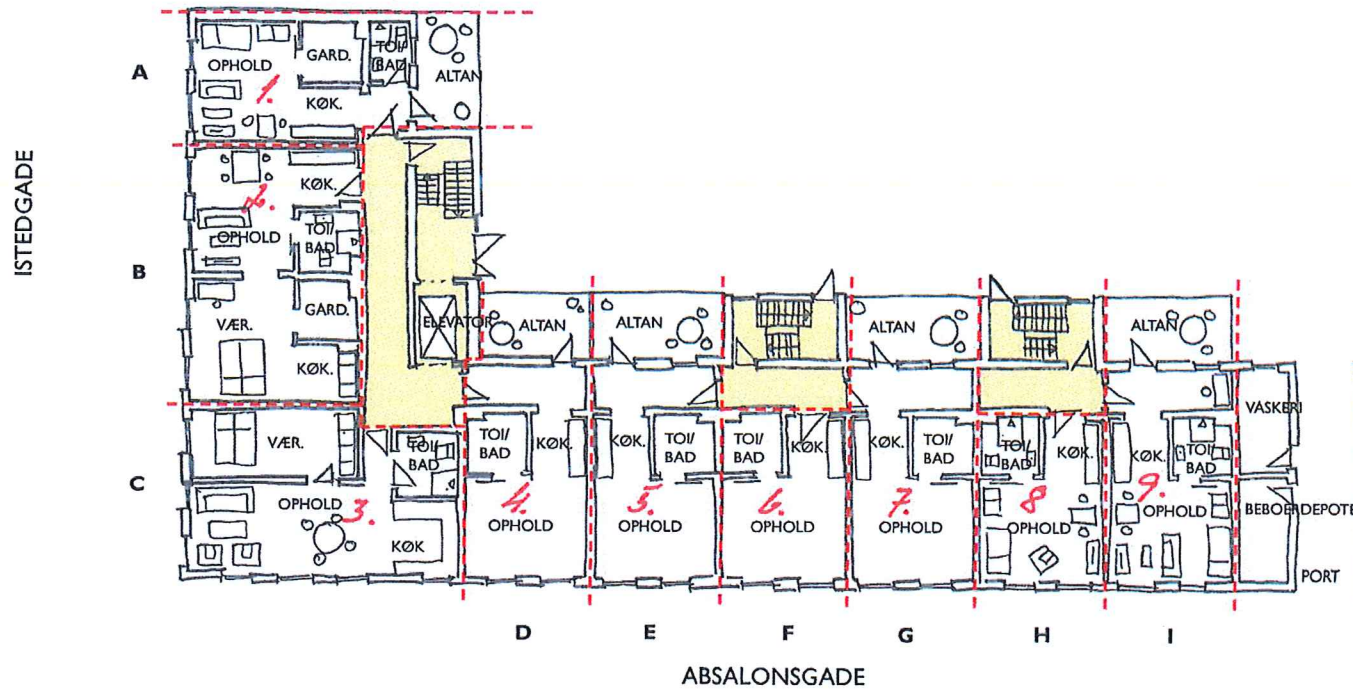 ISTEDGADE
A
OPHOLD
GARD.
TOI/
BAD
ALTAN
1.
KØK.
B
KØK.
2.
OPHOLD
TOI/
BAD
GARD.
VÆR.
KØK.
ELEVATOR
ALTAN
ALTAN
ALTAN
ALTAN
C
VÆR.
TOI/
BAD
OPHOLD
3.
KØK
TOI/
BAD
KØK.
4.
OPHOLD
KØK.
TOI/
BAD
5.
OPHOLD
TOI/
BAD
KØK.
6.
OPHOLD
KØK.
TOI/
BAD
7.
OPHOLD
TOI/
BAD
KØK.
8
OPHOLD
KØK.
TOI/
BAD
9.
OPHOLD
VASKERI
BEBOERDEPOTE
PORT
D E F G H I
ABSALONSGADE